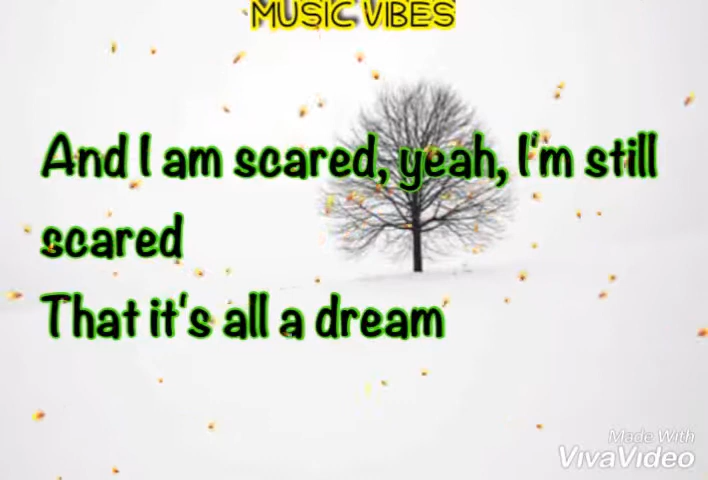 MUSIC VIBES
And I am scared, yeah, I'm still
scared
That it's all a dream
Made With
VivaVideo